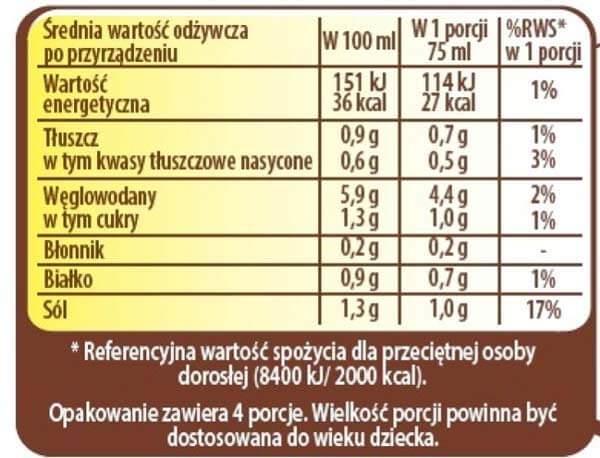 Średnia wartość odżywcza po przyrządzeniu W 100 ml W 1 porcji 75 ml %RWS* w 1 porcji
Wartość energetyczna 151 kJ 36 kcal 114 kJ 27 kcal 1%
Tłuszcz 0,9 g 0,7 g 1%
w tym kwasy tłuszczowe nasycone 0,6 g 0,5 g 3%
Węglowodany 5,9 g 4,4 g 2%
w tym cukry 1,3 g 1,0 g 1%
Błonnik 0,2 g 0,2 g -
Białko 0,9 g 0,7 g 1%
Sól 1,3 g 1,0 g 17%
* Referencyjna wartość spożycia dla przeciętnej osoby
dorosłej (8400 kJ/ 2000 kcal).
Opakowanie zawiera 4 porcje. Wielkość porcji powinna być
dostosowana do wieku dziecka.